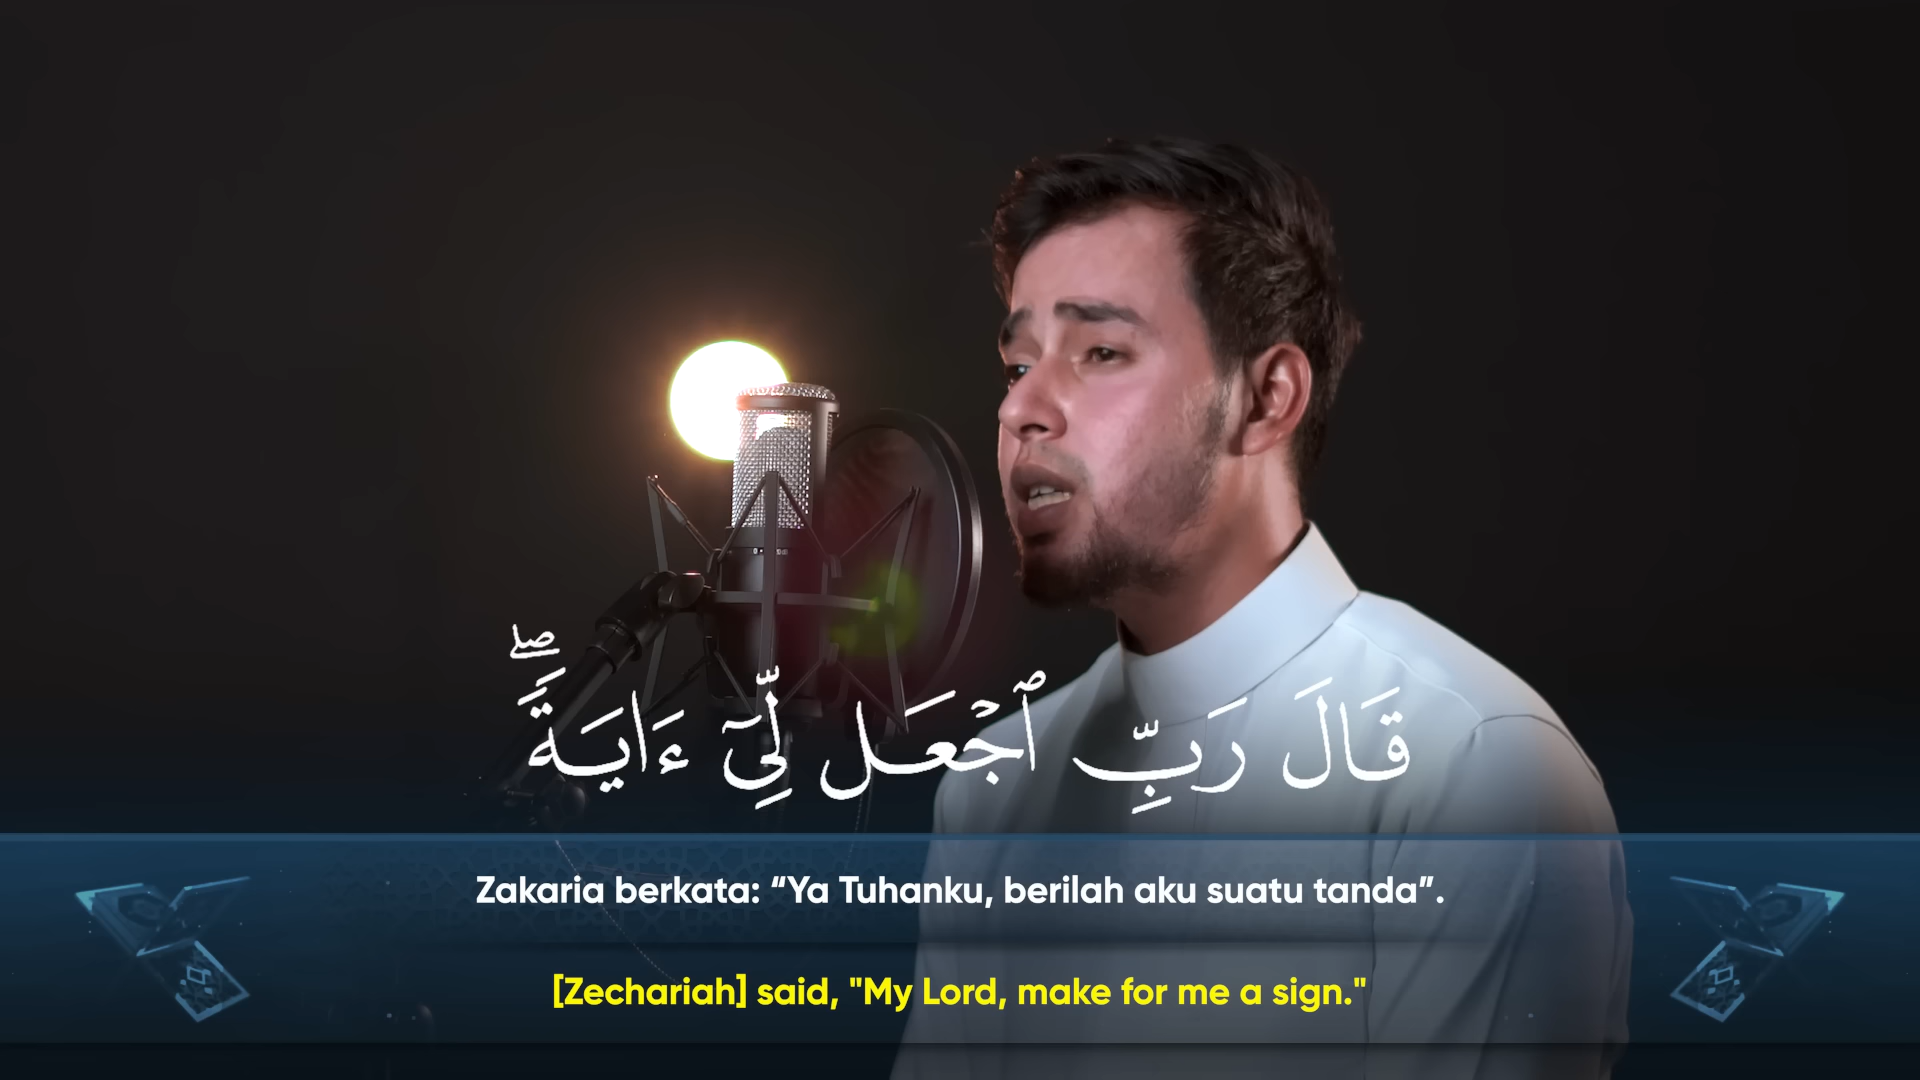 قَالَ رَبِّ ٱجْعَل لِّىٓ ءَايَةًۖ
Zakaria berkata: “Ya Tuhanku, berilah aku suatu tanda”.
[Zechariah] said, "My Lord, make for me a sign."